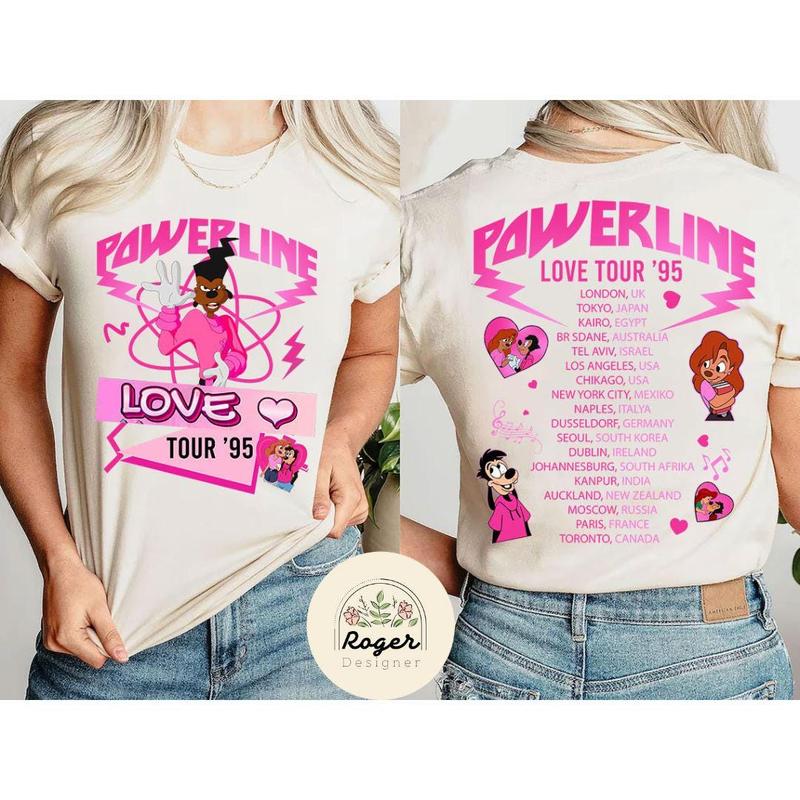 POWERLINE
LOVE
TOUR '95
POWERLINE
LOVE TOUR '95
LONDON, UK
TOKYO, JAPAN
KAIRO, EGYPT
BR SDANE, AUSTRALIA
TEL AVIV, ISRAEL
LOS ANGELES, USA
CHIKAGO, USA
NEW YORK CITY, MEXIKO
NAPLES, ITALYA
DUSSELDORF, GERMANY
SEOUL, SOUTH KOREA
DUBLIN, IRELAND
JOHANNESBURG, SOUTH AFRIKA
KANPUR, INDIA
AUCKLAND, NEW ZEALAND
MOSCOW, RUSSIA
PARIS, FRANCE
TORONTO, CANADA
AMERICAN EAGLE
Roger
Designer